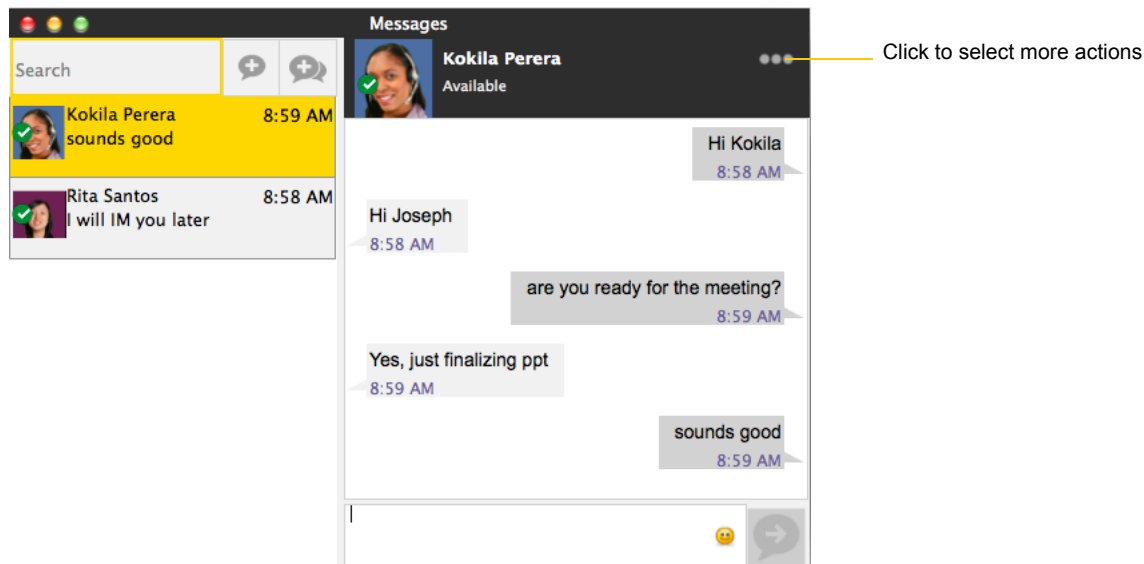 Messages
Search
Kokila Perera
8:59 AM
sounds good
Rita Santos
8:58 AM
I will IM you later
Kokila Perera
Available
Click to select more actions
Hi Kokila
8:58 AM
Hi Joseph
8:58 AM
are you ready for the meeting?
8:59 AM
Yes, just finalizing ppt
8:59 AM
sounds good
8:59 AM